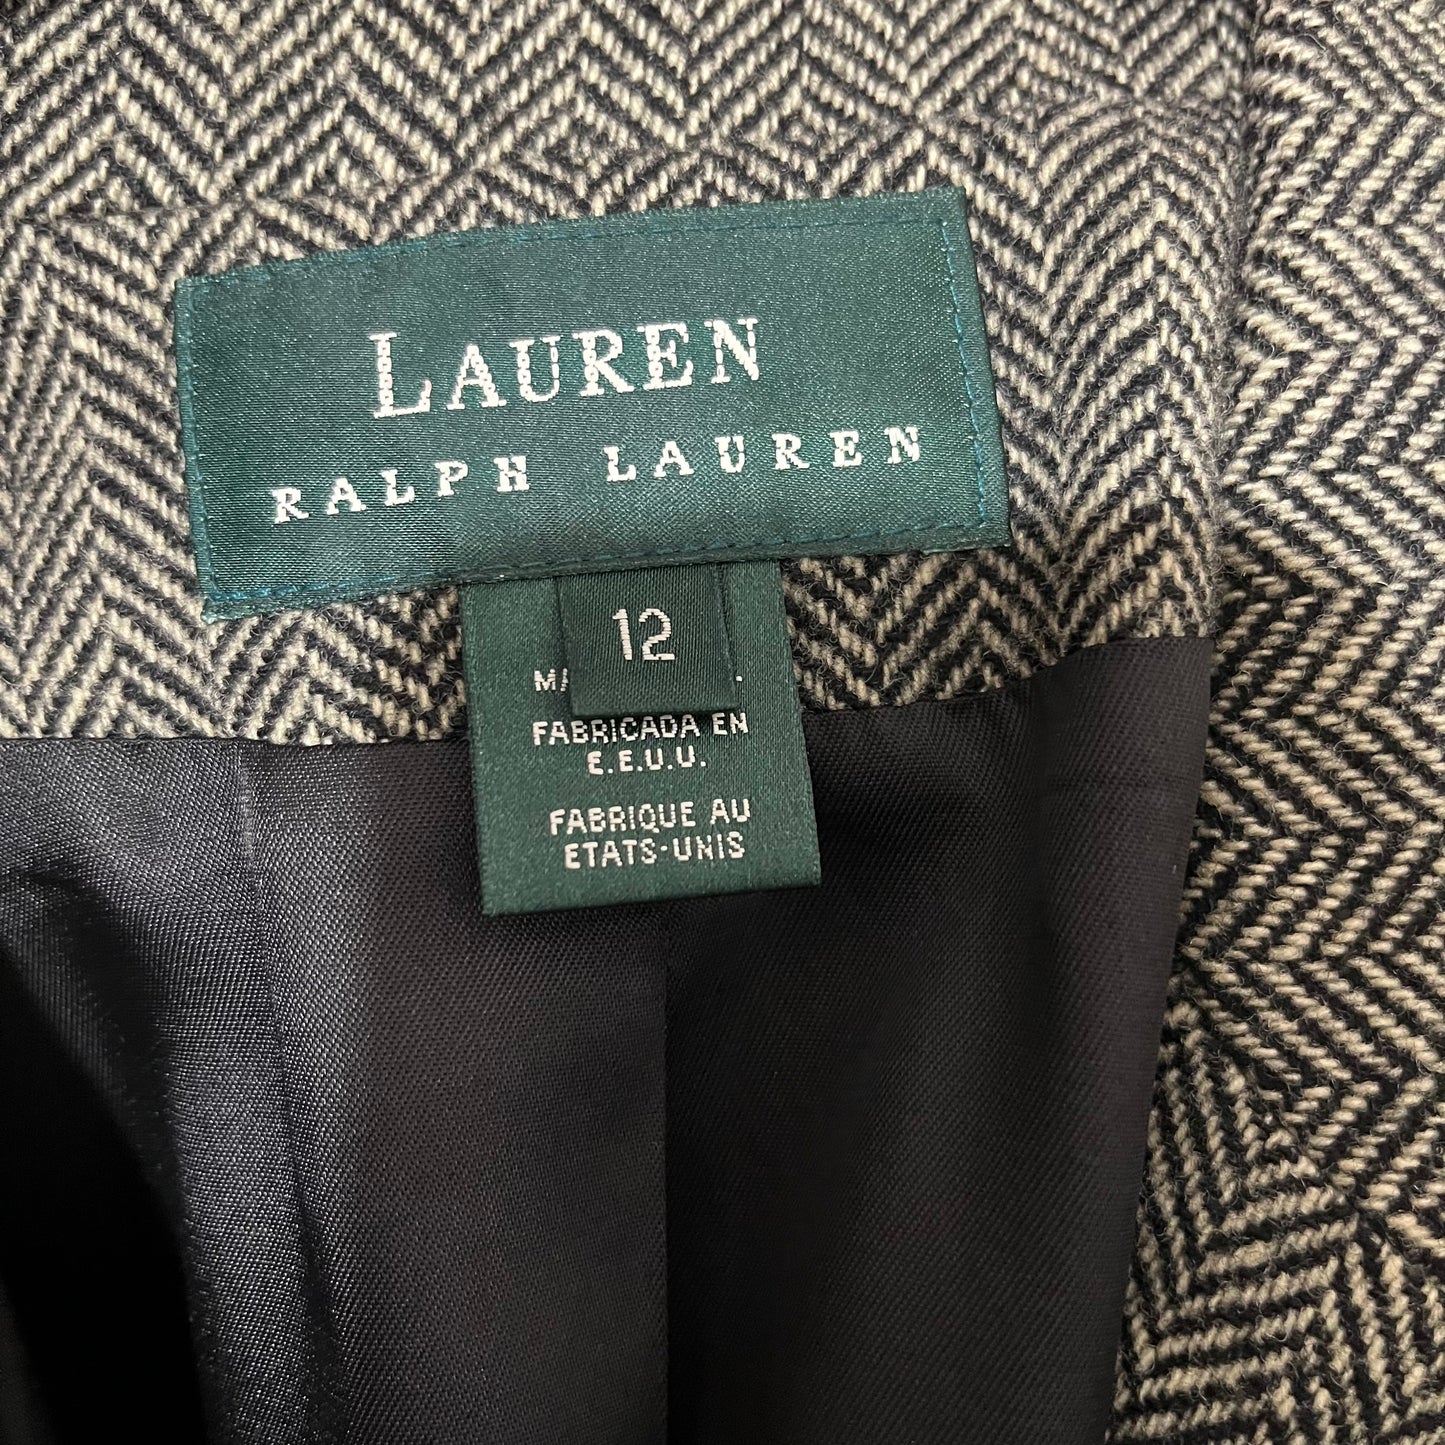 LAUREN
RALPH LAUREN
12
FABRICADA EN
E.E.U.U.
FABRIQUE AU
ETATS-UNIS